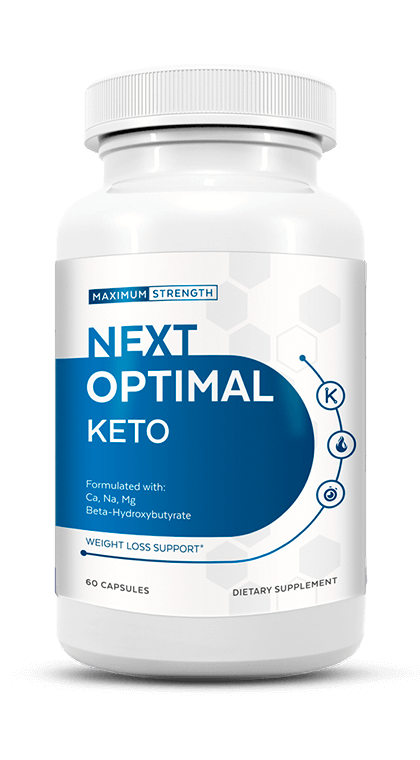 MAXIMUM STRENGTH
NEXT
OPTIMAL
KETO
Formulated with:
Ca, Na, Mg
Beta-Hydroxybutyrate
WEIGHT LOSS SUPPORT*
60 CAPSULES
DIETARY SUPPLEMENT
K